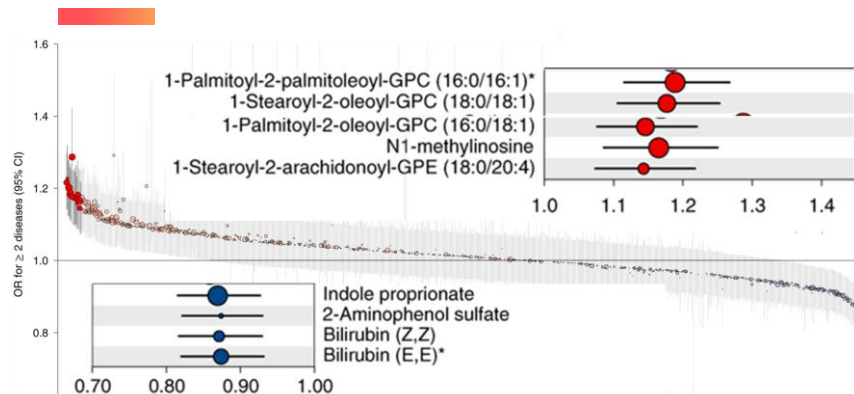 1.6
1.4
1.2
1.0
0.8
OR for ≥ 2 diseases (95% CI)
1-Palmitoyl-2-palmitoleoyl-GPC (16:0/16:1)*
1-Stearoyl-2-oleoyl-GPC (18:0/18:1)
1-Palmitoyl-2-oleoyl-GPC (16:0/18:1)
N1-methylinosine
1-Stearoyl-2-arachidonoyl-GPE (18:0/20:4)
1.0 1.1 1.2 1.3 1.4
Indole proprionate
2-Aminophenol sulfate
Bilirubin (Z,Z)
Bilirubin (E,E)*
0.70 0.80 0.90 1.00